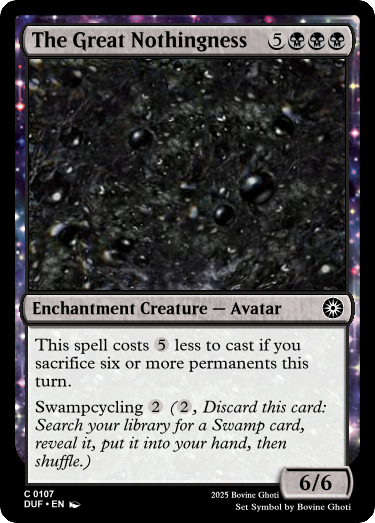 The Great Nothingness 5
Enchantment Creature — Avatar
This spell costs 5 less to cast if you
sacrifice six or more permanents this
turn.
Swampcycling 2 (2, Discard this card:
Search your library for a Swamp card,
reveal it, put it into your hand, then
shuffle.)
6/6
C 0107
DUF • EN
2025 Bovine Ghoti
Set Symbol by Bovine Ghoti